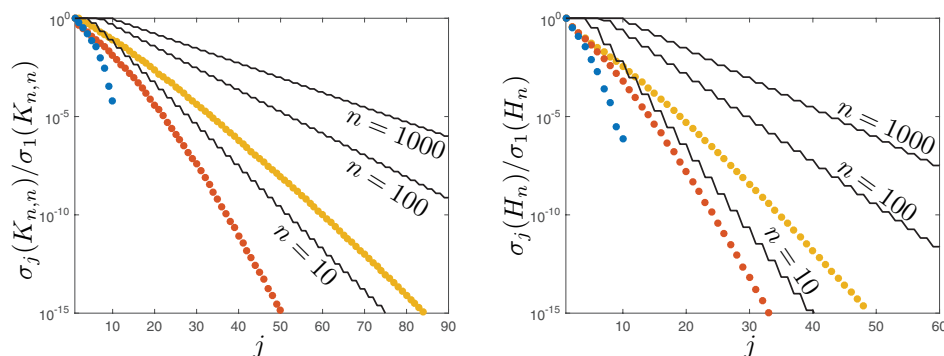 σ_j(K_{n,n})/σ_1(K_{n,n})
10^0
10^-5
10^-10
10^-15
n = 1000
n = 100
n = 10
10 20 30 40 50 60 70 80 90
j
σ_j(H_n)/σ_1(H_n)
10^0
10^-5
10^-10
10^-15
n = 1000
n = 100
n = 10
10 20 30 40 50 60
j